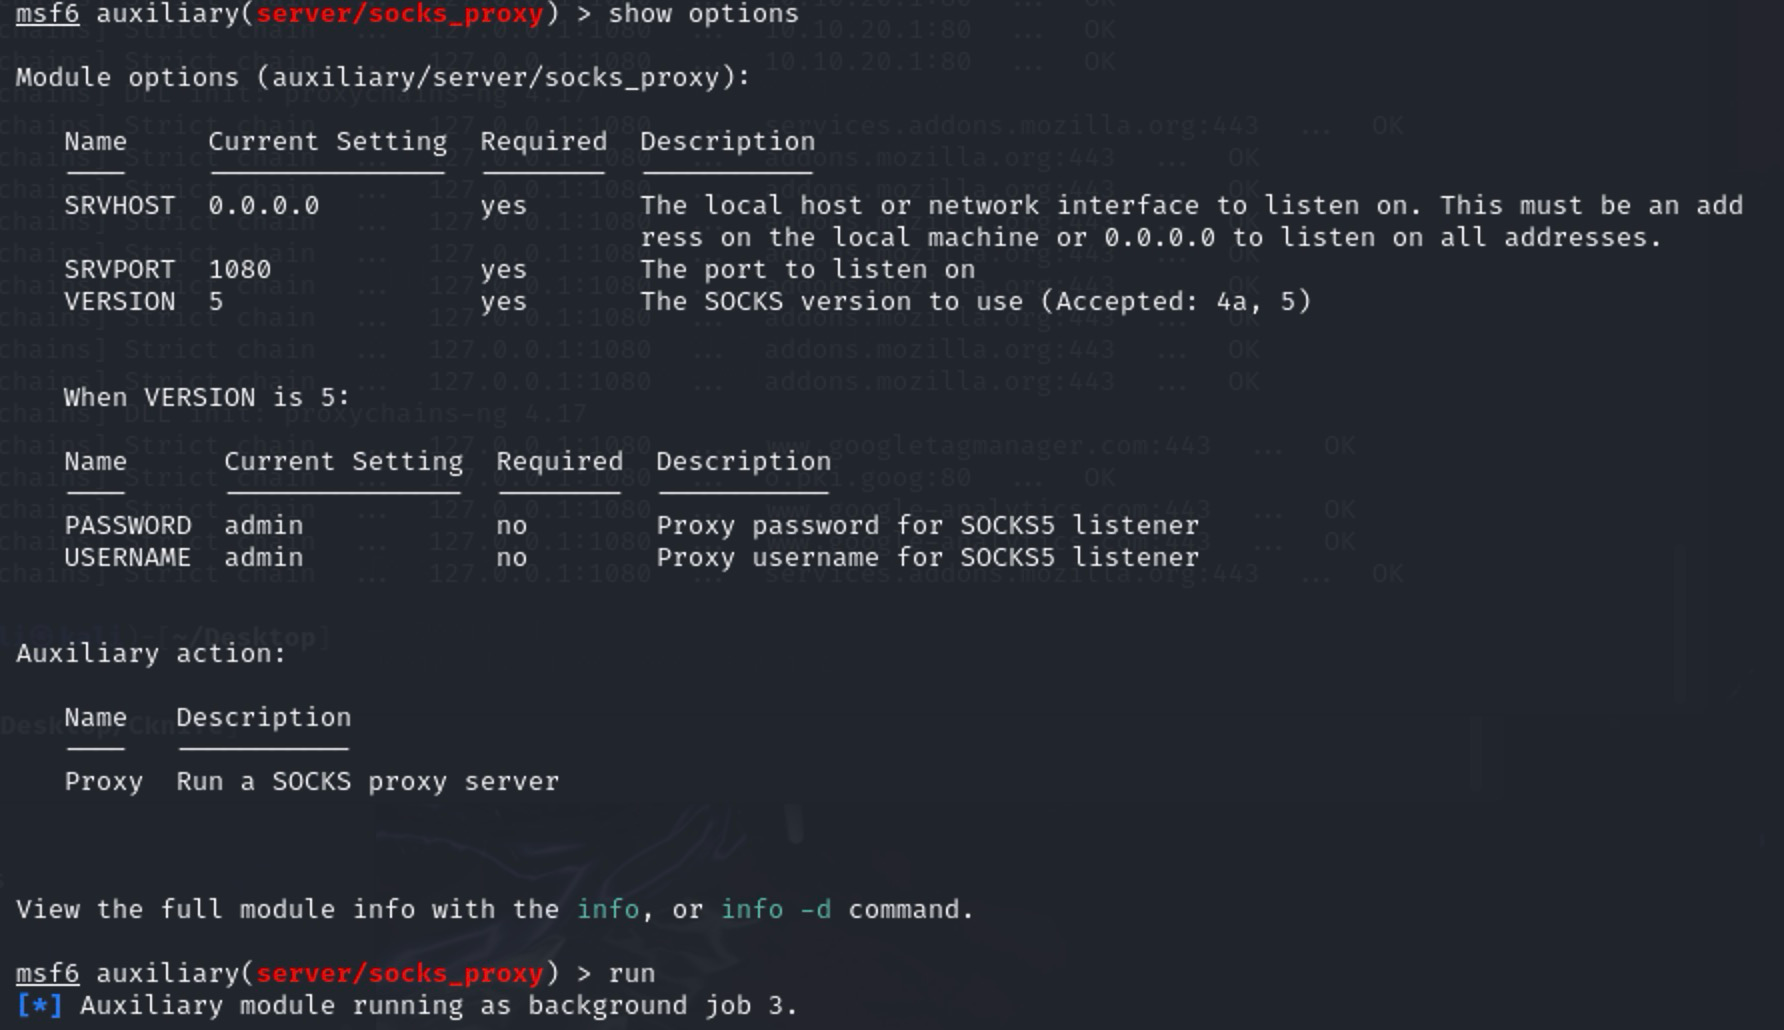 msf6 auxiliary(server/socks_proxy) > show options
Module options (auxiliary/server/socks_proxy):
Name Current Setting Required Description
SRVHOST 0.0.0.0 yes The local host or network interface to listen on. This must be an add
ress on the local machine or 0.0.0.0 to listen on all addresses.
SRVPORT 1080 yes The port to listen on
VERSION 5 yes The SOCKS version to use (Accepted: 4a, 5)
When VERSION is 5:
Name Current Setting Required Description
PASSWORD admin no Proxy password for SOCKS5 listener
USERNAME admin no Proxy username for SOCKS5 listener
Auxiliary action:
Name Description
Proxy Run a SOCKS proxy server
View the full module info with the info, or info -d command.
msf6 auxiliary(server/socks_proxy) > run
[*] Auxiliary module running as background job 3.